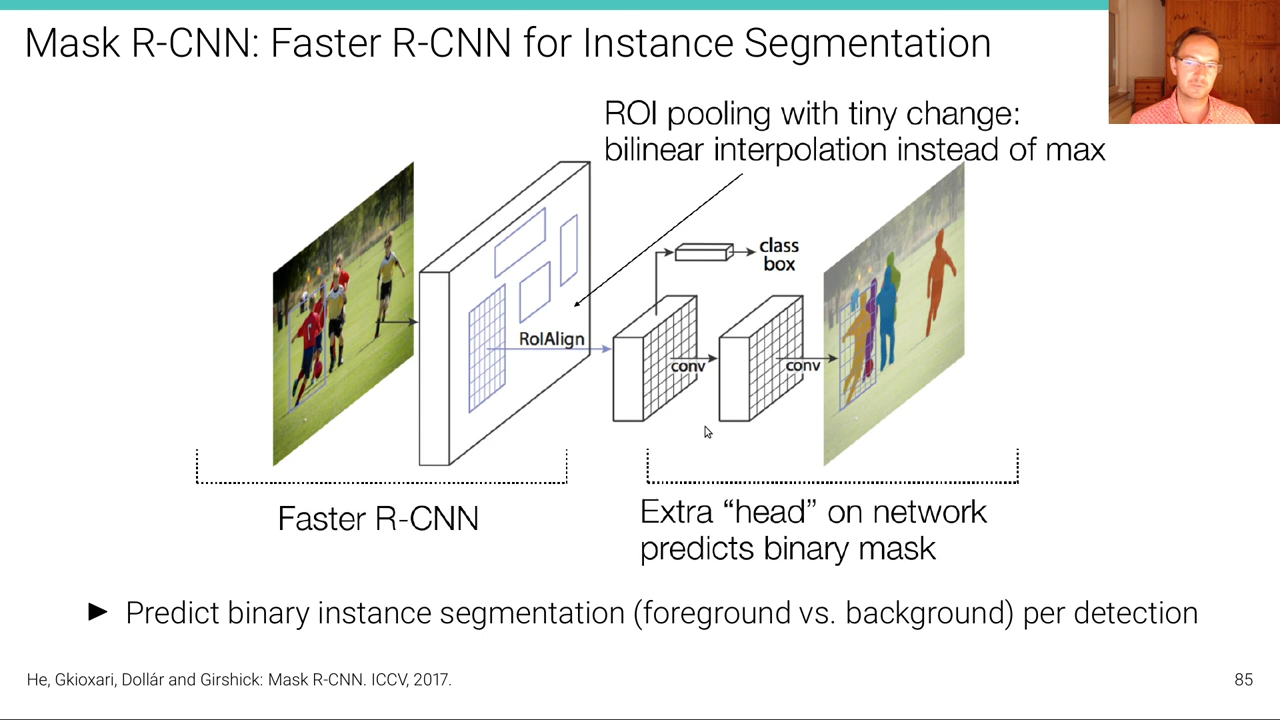 Mask R-CNN: Faster R-CNN for Instance Segmentation
ROI pooling with tiny change:
bilinear interpolation instead of max
class
box
RoIAlign
conv
conv
Faster R-CNN
Extra “head” on network
predicts binary mask
► Predict binary instance segmentation (foreground vs. background) per detection
He, Gkioxari, Dollár and Girshick: Mask R-CNN. ICCV, 2017.
85